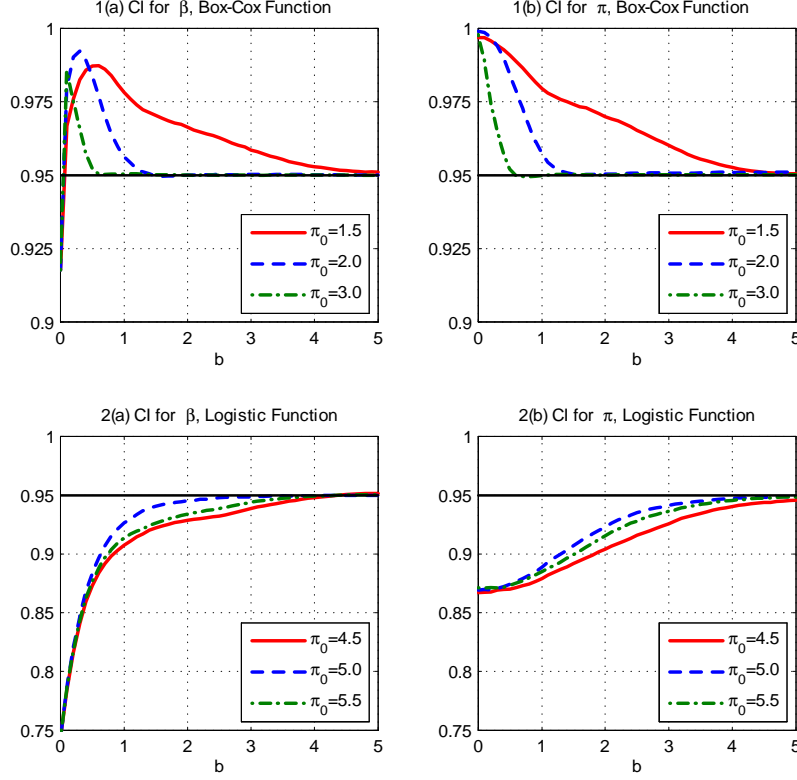 1(a) CI for β, Box-Cox Function
1
0.975
0.95
0.925
0.9
0 1 2 3 4 5
b
π0=1.5
π0=2.0
π0=3.0
1(b) CI for π, Box-Cox Function
1
0.975
0.95
0.925
0.9
0 1 2 3 4 5
b
π0=1.5
π0=2.0
π0=3.0
2(a) CI for β, Logistic Function
1
0.95
0.9
0.85
0.8
0.75
0 1 2 3 4 5
b
π0=4.5
π0=5.0
π0=5.5
2(b) CI for π, Logistic Function
1
0.95
0.9
0.85
0.8
0.75
0 1 2 3 4 5
b
π0=4.5
π0=5.0
π0=5.5